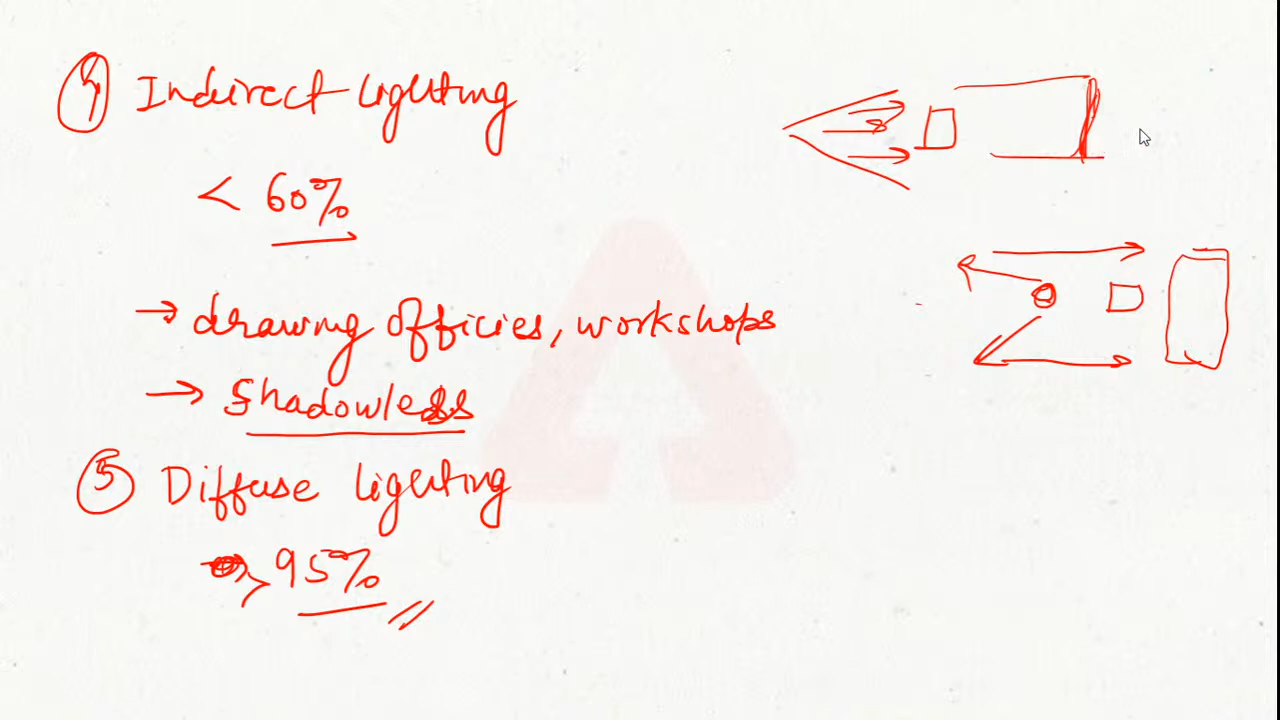 ④ Indirect Lighting
< 60%
→ drawing officies, workshops
→ Shadowless
⑤ Diffuse lighting
> 95%